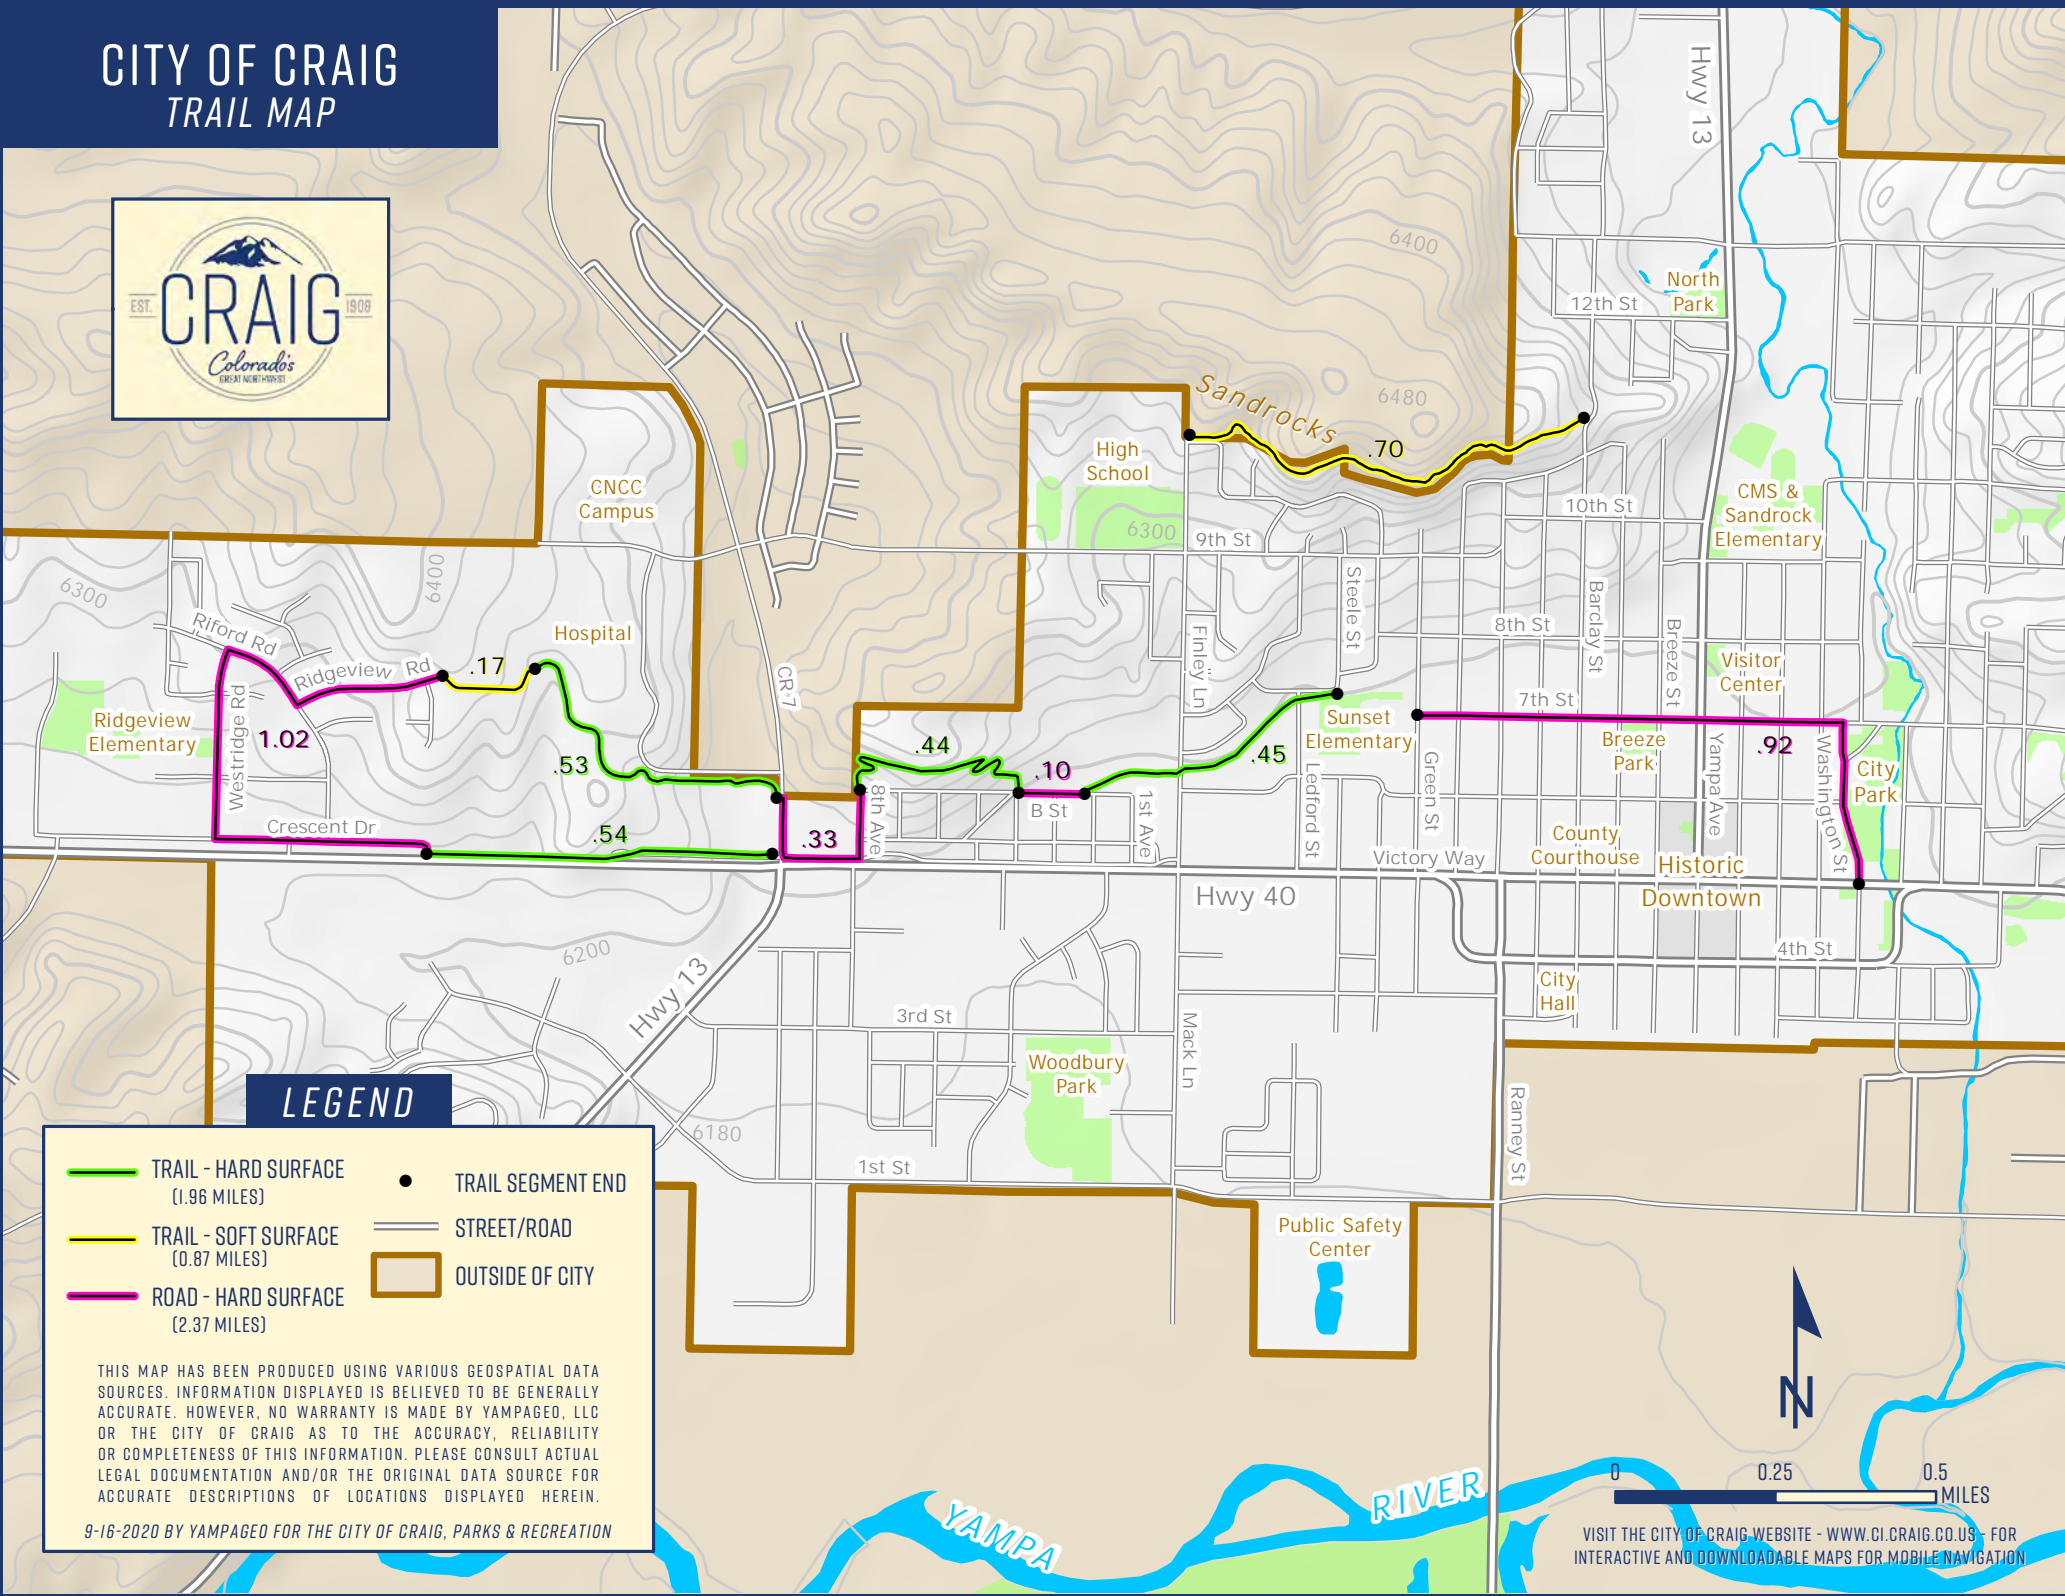 CITY OF CRAIG
TRAIL MAP
EST.
CRAIG
1908
Colorado's
GREAT NORTHWEST
Hwy 13
6400
North
Park
12th St
Sandrocks
6480
.70
High
School
6300
9th St
10th St
CMS &
Sandrock
Elementary
CNCC
Campus
6300
6400
Riford Rd
Ridgeview Rd
.17
Hospital
Ridgeview
Elementary
Westridge Rd
1.02
.53
Crescent Dr
.54
CR 7
.33
8th Ave
.44
.10
B St
1st Ave
Finley Ln
.45
Steele St
Sunset
Elementary
Ledford St
Green St
8th St
Barclay St
Breeze St
Visitor
Center
7th St
Breeze
Park
Yampa Ave
.92
Washington St
City
Park
County
Courthouse
Victory Way
Historic
Downtown
Hwy 40
4th St
City
Hall
6200
Hwy 13
3rd St
Woodbury
Park
Mack Ln
6180
1st St
Ranney St
Public Safety
Center
LEGEND
TRAIL - HARD SURFACE
(1.96 MILES)
TRAIL - SOFT SURFACE
(0.87 MILES)
ROAD - HARD SURFACE
(2.37 MILES)
TRAIL SEGMENT END
STREET/ROAD
OUTSIDE OF CITY
THIS MAP HAS BEEN PRODUCED USING VARIOUS GEOSPATIAL DATA
SOURCES. INFORMATION DISPLAYED IS BELIEVED TO BE GENERALLY
ACCURATE. HOWEVER, NO WARRANTY IS MADE BY YAMPAGEO, LLC
OR THE CITY OF CRAIG AS TO THE ACCURACY, RELIABILITY
OR COMPLETENESS OF THIS INFORMATION. PLEASE CONSULT ACTUAL
LEGAL DOCUMENTATION AND/OR THE ORIGINAL DATA SOURCE FOR
ACCURATE DESCRIPTIONS OF LOCATIONS DISPLAYED HEREIN.
9-16-2020 BY YAMPAGEO FOR THE CITY OF CRAIG, PARKS & RECREATION
YAMPA
RIVER
N
0
0.25
0.5
MILES
VISIT THE CITY OF CRAIG WEBSITE - WWW.CI.CRAIG.CO.US - FOR
INTERACTIVE AND DOWNLOADABLE MAPS FOR MOBILE NAVIGATION